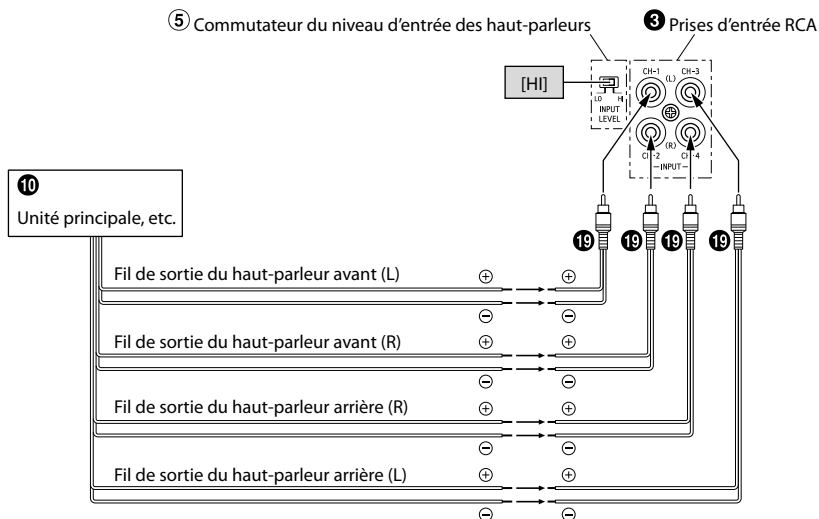 ⑤ Commutateur du niveau d'entrée des haut-parleurs
❸ Prises d'entrée RCA
[HI]
LO HI
INPUT
LEVEL
CH-1 CH-3
(L)
(R)
CH-2 CH-4
INPUT
❿
Unité principale, etc.
⓳ ⓳ ⓳ ⓳
Fil de sortie du haut-parleur avant (L) ⊕ ⊕
⊖ ⊖
Fil de sortie du haut-parleur avant (R) ⊕ ⊕
⊖ ⊖
Fil de sortie du haut-parleur arrière (R) ⊕ ⊕
⊖ ⊖
Fil de sortie du haut-parleur arrière (L) ⊕ ⊕
⊖ ⊖